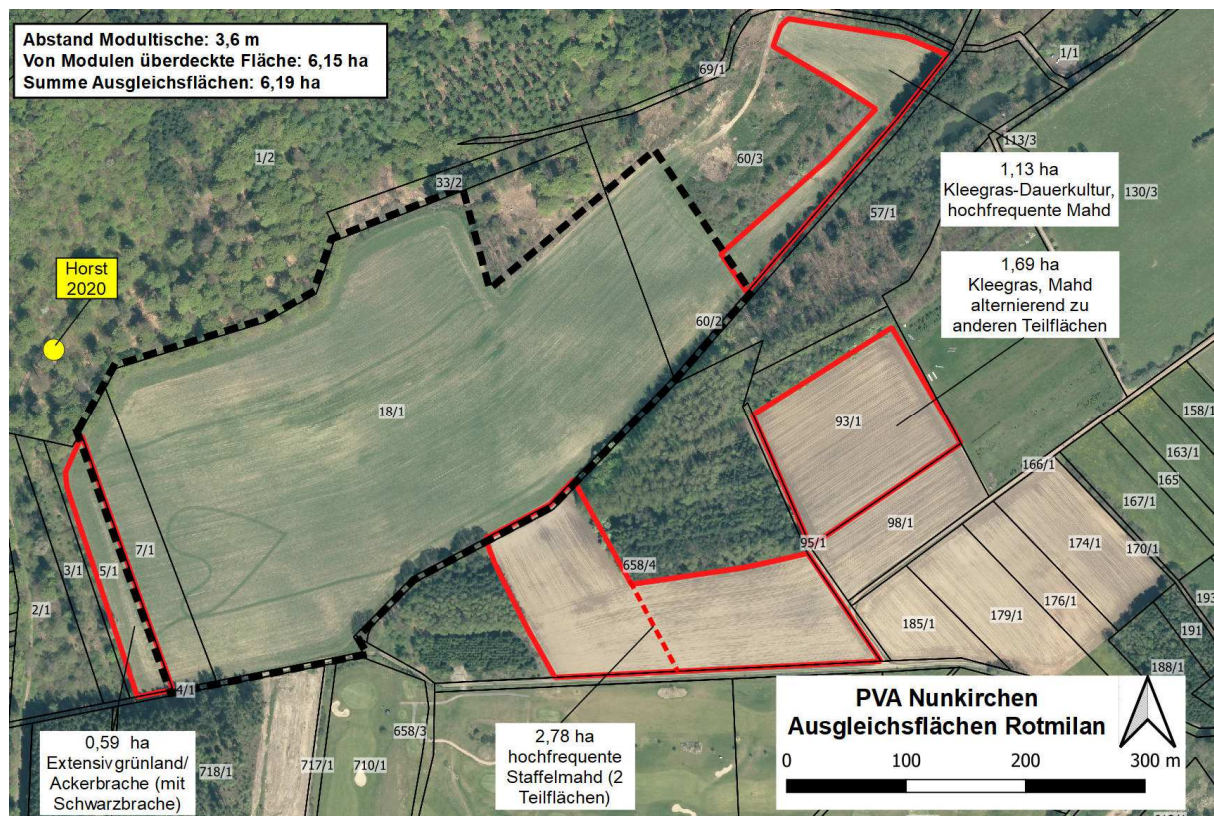 Abstand Modultische: 3,6 m
Von Modulen überdeckte Fläche: 6,15 ha
Summe Ausgleichsflächen: 6,19 ha
69/1
1/1
1/2
33/2
60/3
113/3
130/3
57/1
1,13 ha
Kleegras-Dauerkultur,
hochfrequente Mahd
1,69 ha
Kleegras, Mahd
alternierend zu
anderen Teilflächen
Horst
2020
60/2
18/1
93/1
158/1
163/1
165
166/1
167/1
98/1
95/1
174/1
170/1
7/1
5/1
3/1
2/1
658/4
176/1
179/1
185/1
193
191
188/1
4/1
0,59 ha
Extensivgrünland/
Ackerbrache (mit
Schwarzbrache)
718/1
717/1
710/1
658/3
2,78 ha
hochfrequente
Staffelmahd (2
Teilflächen)
PVA Nunkirchen
Ausgleichsflächen Rotmilan
0 100 200 300 m